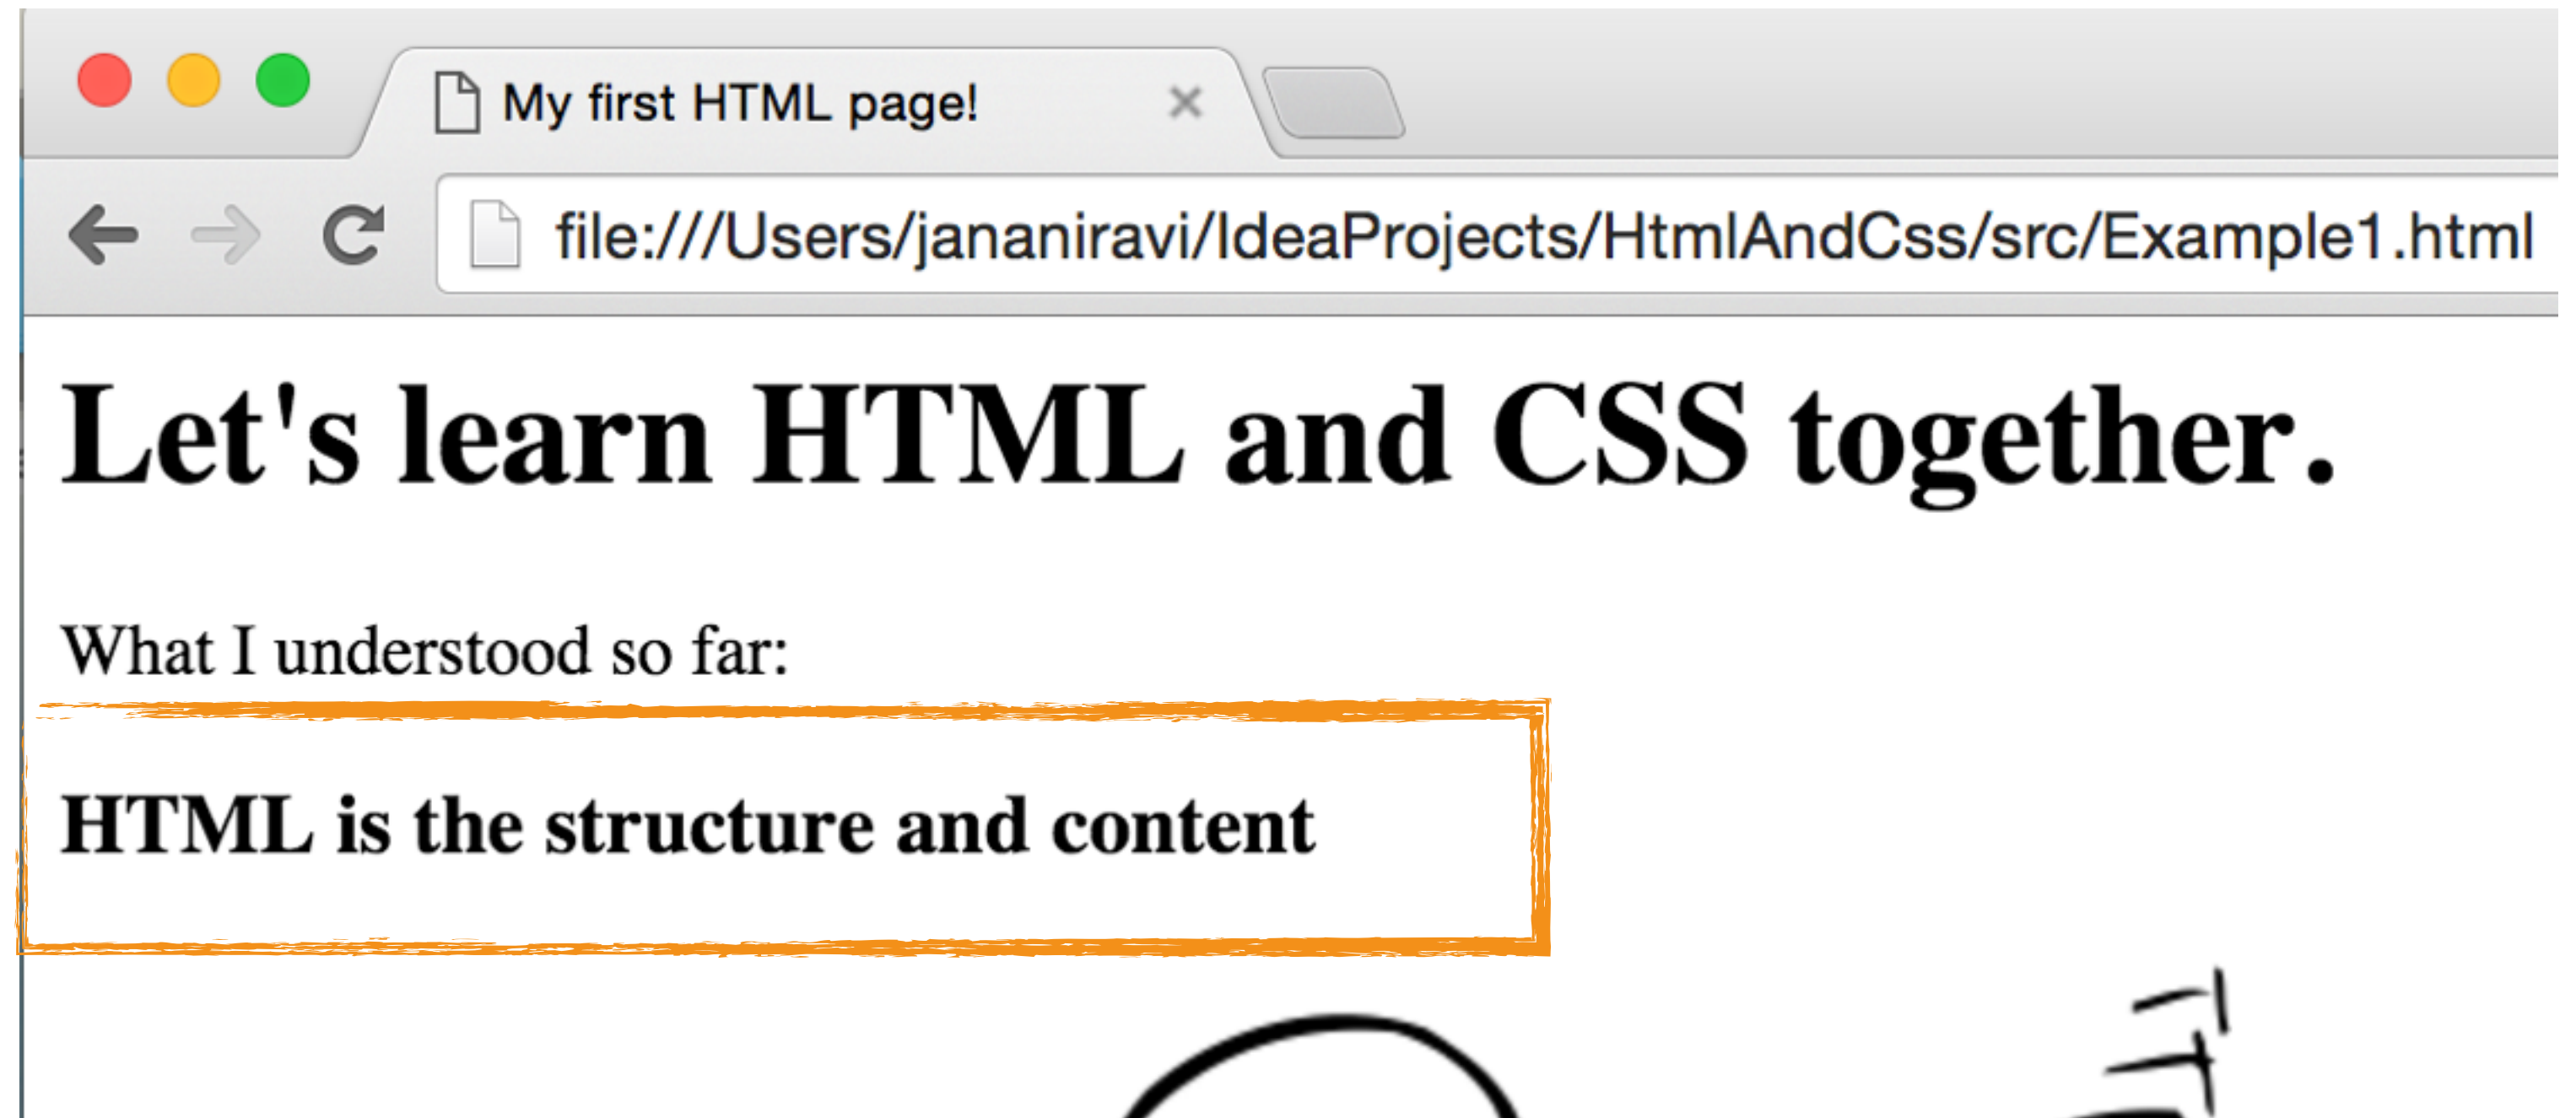 My first HTML page!
file:///Users/jananiravi/IdeaProjects/HtmlAndCss/src/Example1.html
Let's learn HTML and CSS together.
What I understood so far:
HTML is the structure and content